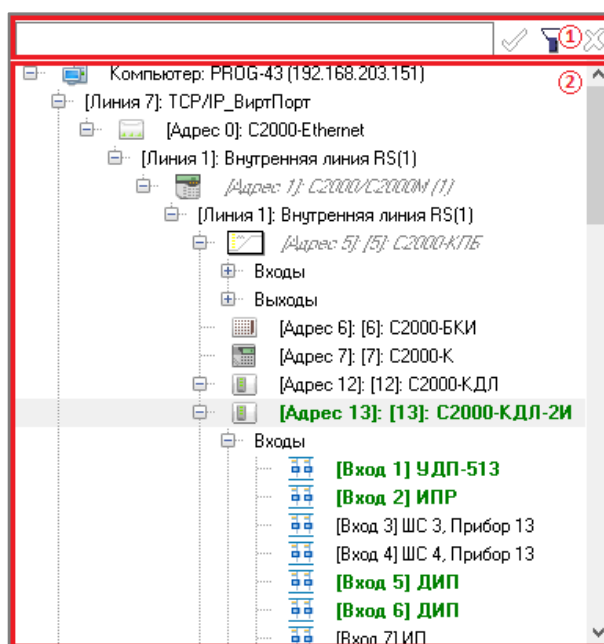 ①
②
Компьютер: PROG-43 (192.168.203.151)
[Линия 7]: TCP/IP_ВиртПорт
[Адрес 0]: С2000-Ethernet
[Линия 1]: Внутренняя линия RS(1)
[Адрес 1]: С2000/С2000М (1)
[Линия 1]: Внутренняя линия RS(1)
[Адрес 5]: [5]: С2000-КПБ
Входы
Выходы
[Адрес 6]: [6]: С2000-БКИ
[Адрес 7]: [7]: С2000-К
[Адрес 12]: [12]: С2000-КДЛ
[Адрес 13]: [13]: С2000-КДЛ-2И
Входы
[Вход 1] УДП-513
[Вход 2] ИПР
[Вход 3] ШС 3, Прибор 13
[Вход 4] ШС 4, Прибор 13
[Вход 5] ДИП
[Вход 6] ДИП
[Вход 7] ИП